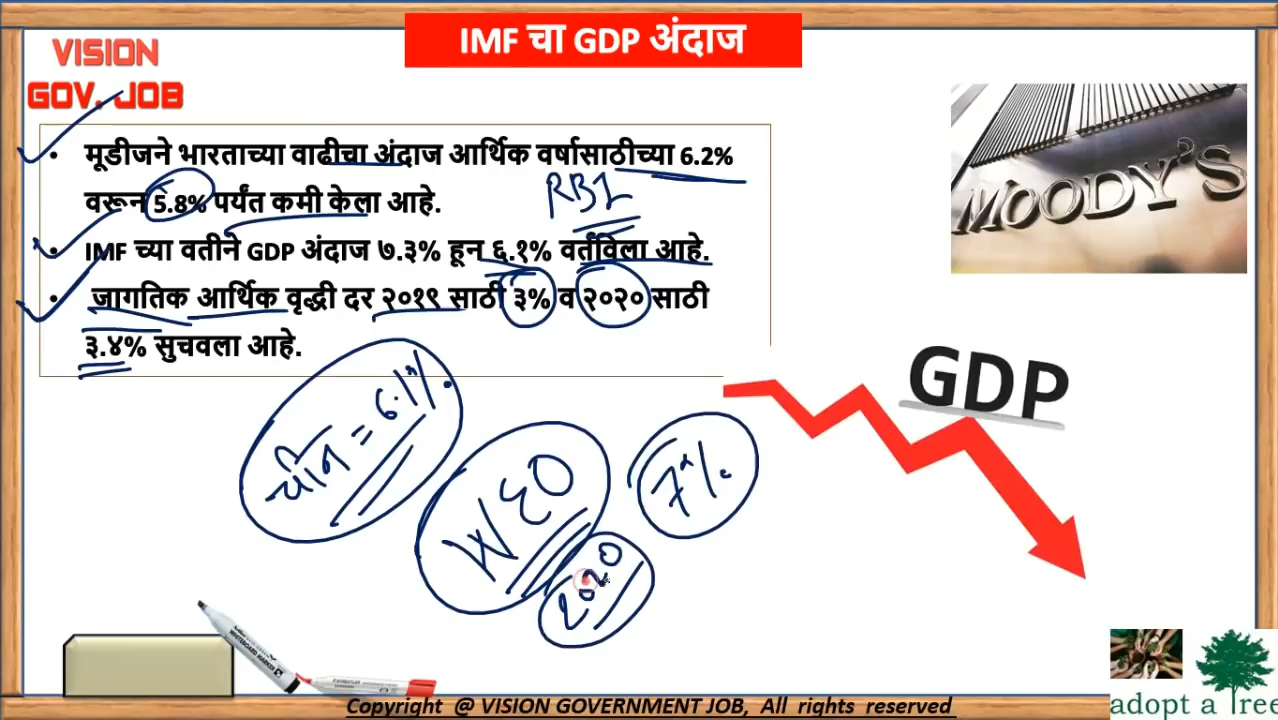 IMF चा GDP अंदाज
VISION
GOV. JOB
• मूडीजने भारताच्या वाढीचा अंदाज आर्थिक वर्षासाठीच्या 6.2%
वरून 5.8% पर्यंत कमी केला आहे.
RBI
• IMF च्या वतीने GDP अंदाज ७.३% हून ६.१% वर्तविला आहे.
• जागतिक आर्थिक वृद्धी दर २०१९ साठी ३% व २०२० साठी
३.४% सुचवला आहे.
MOODY'S
GDP
चीन = 6.1%.
WEO
7%
2020
Copyright @ VISION GOVERNMENT JOB, All rights reserved
adopt a Tree